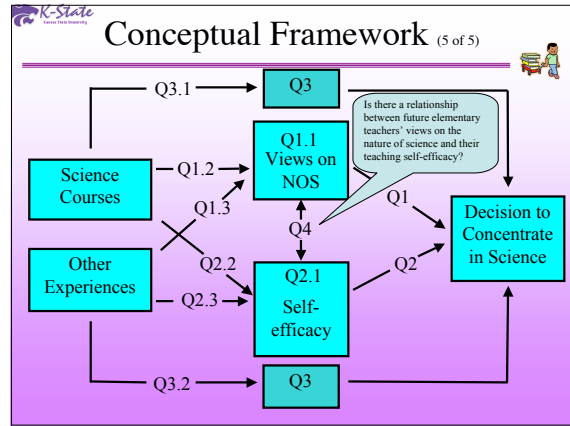 K-State
Kansas State University
Conceptual Framework (5 of 5)
Q3.1
Q3
Is there a relationship
between future elementary
teachers' views on the
nature of science and their
teaching self-efficacy?
Q1.1
Views on
NOS
Science
Courses
Q1.2
Q1.3
Q1
Q4
Decision to
Concentrate
in Science
Other
Experiences
Q2.2
Q2.3
Q2.1
Self-
efficacy
Q2
Q3.2
Q3